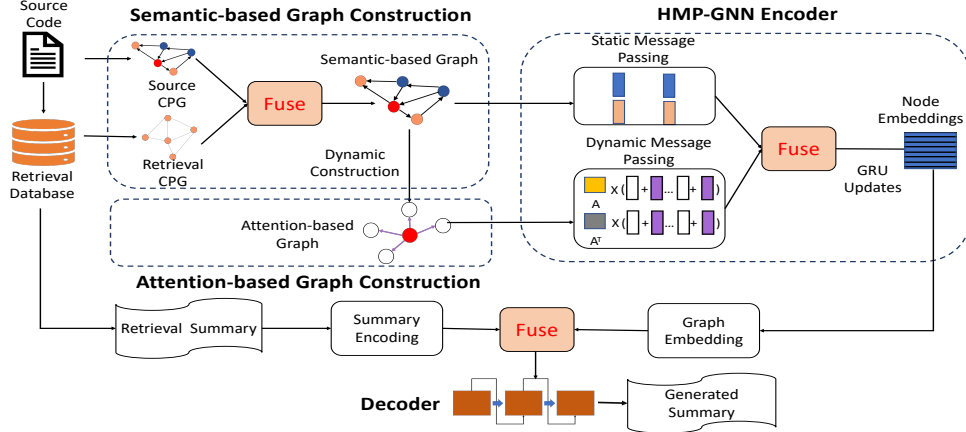 Source
Code
Semantic-based Graph Construction
HMP-GNN Encoder
Source
CPG
Fuse
Semantic-based Graph
Static Message
Passing
Retrieval
CPG
Retrieval
Database
Dynamic
Construction
Dynamic Message
Passing
A
X ( + ... + )
A^T
X ( + ... + )
Fuse
GRU
Updates
Node
Embeddings
Attention-based
Graph
Attention-based Graph Construction
Retrieval Summary
Summary
Encoding
Fuse
Graph
Embedding
Decoder
Generated
Summary